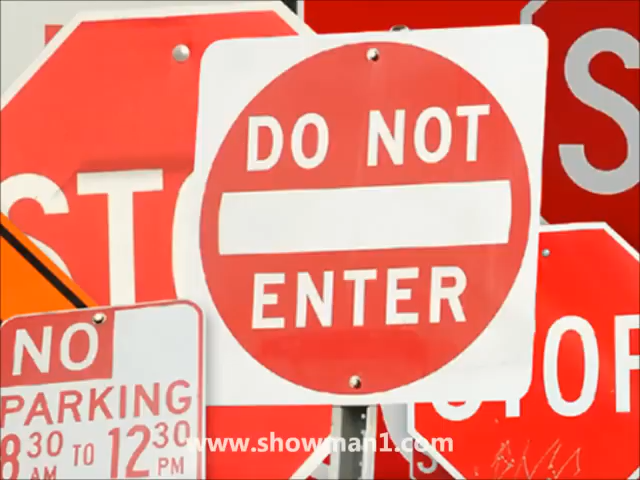 DO NOT
ENTER
STO
S
STOP
NO
PARKING
8 30 AM TO 12 30 PM
www.showman1.com